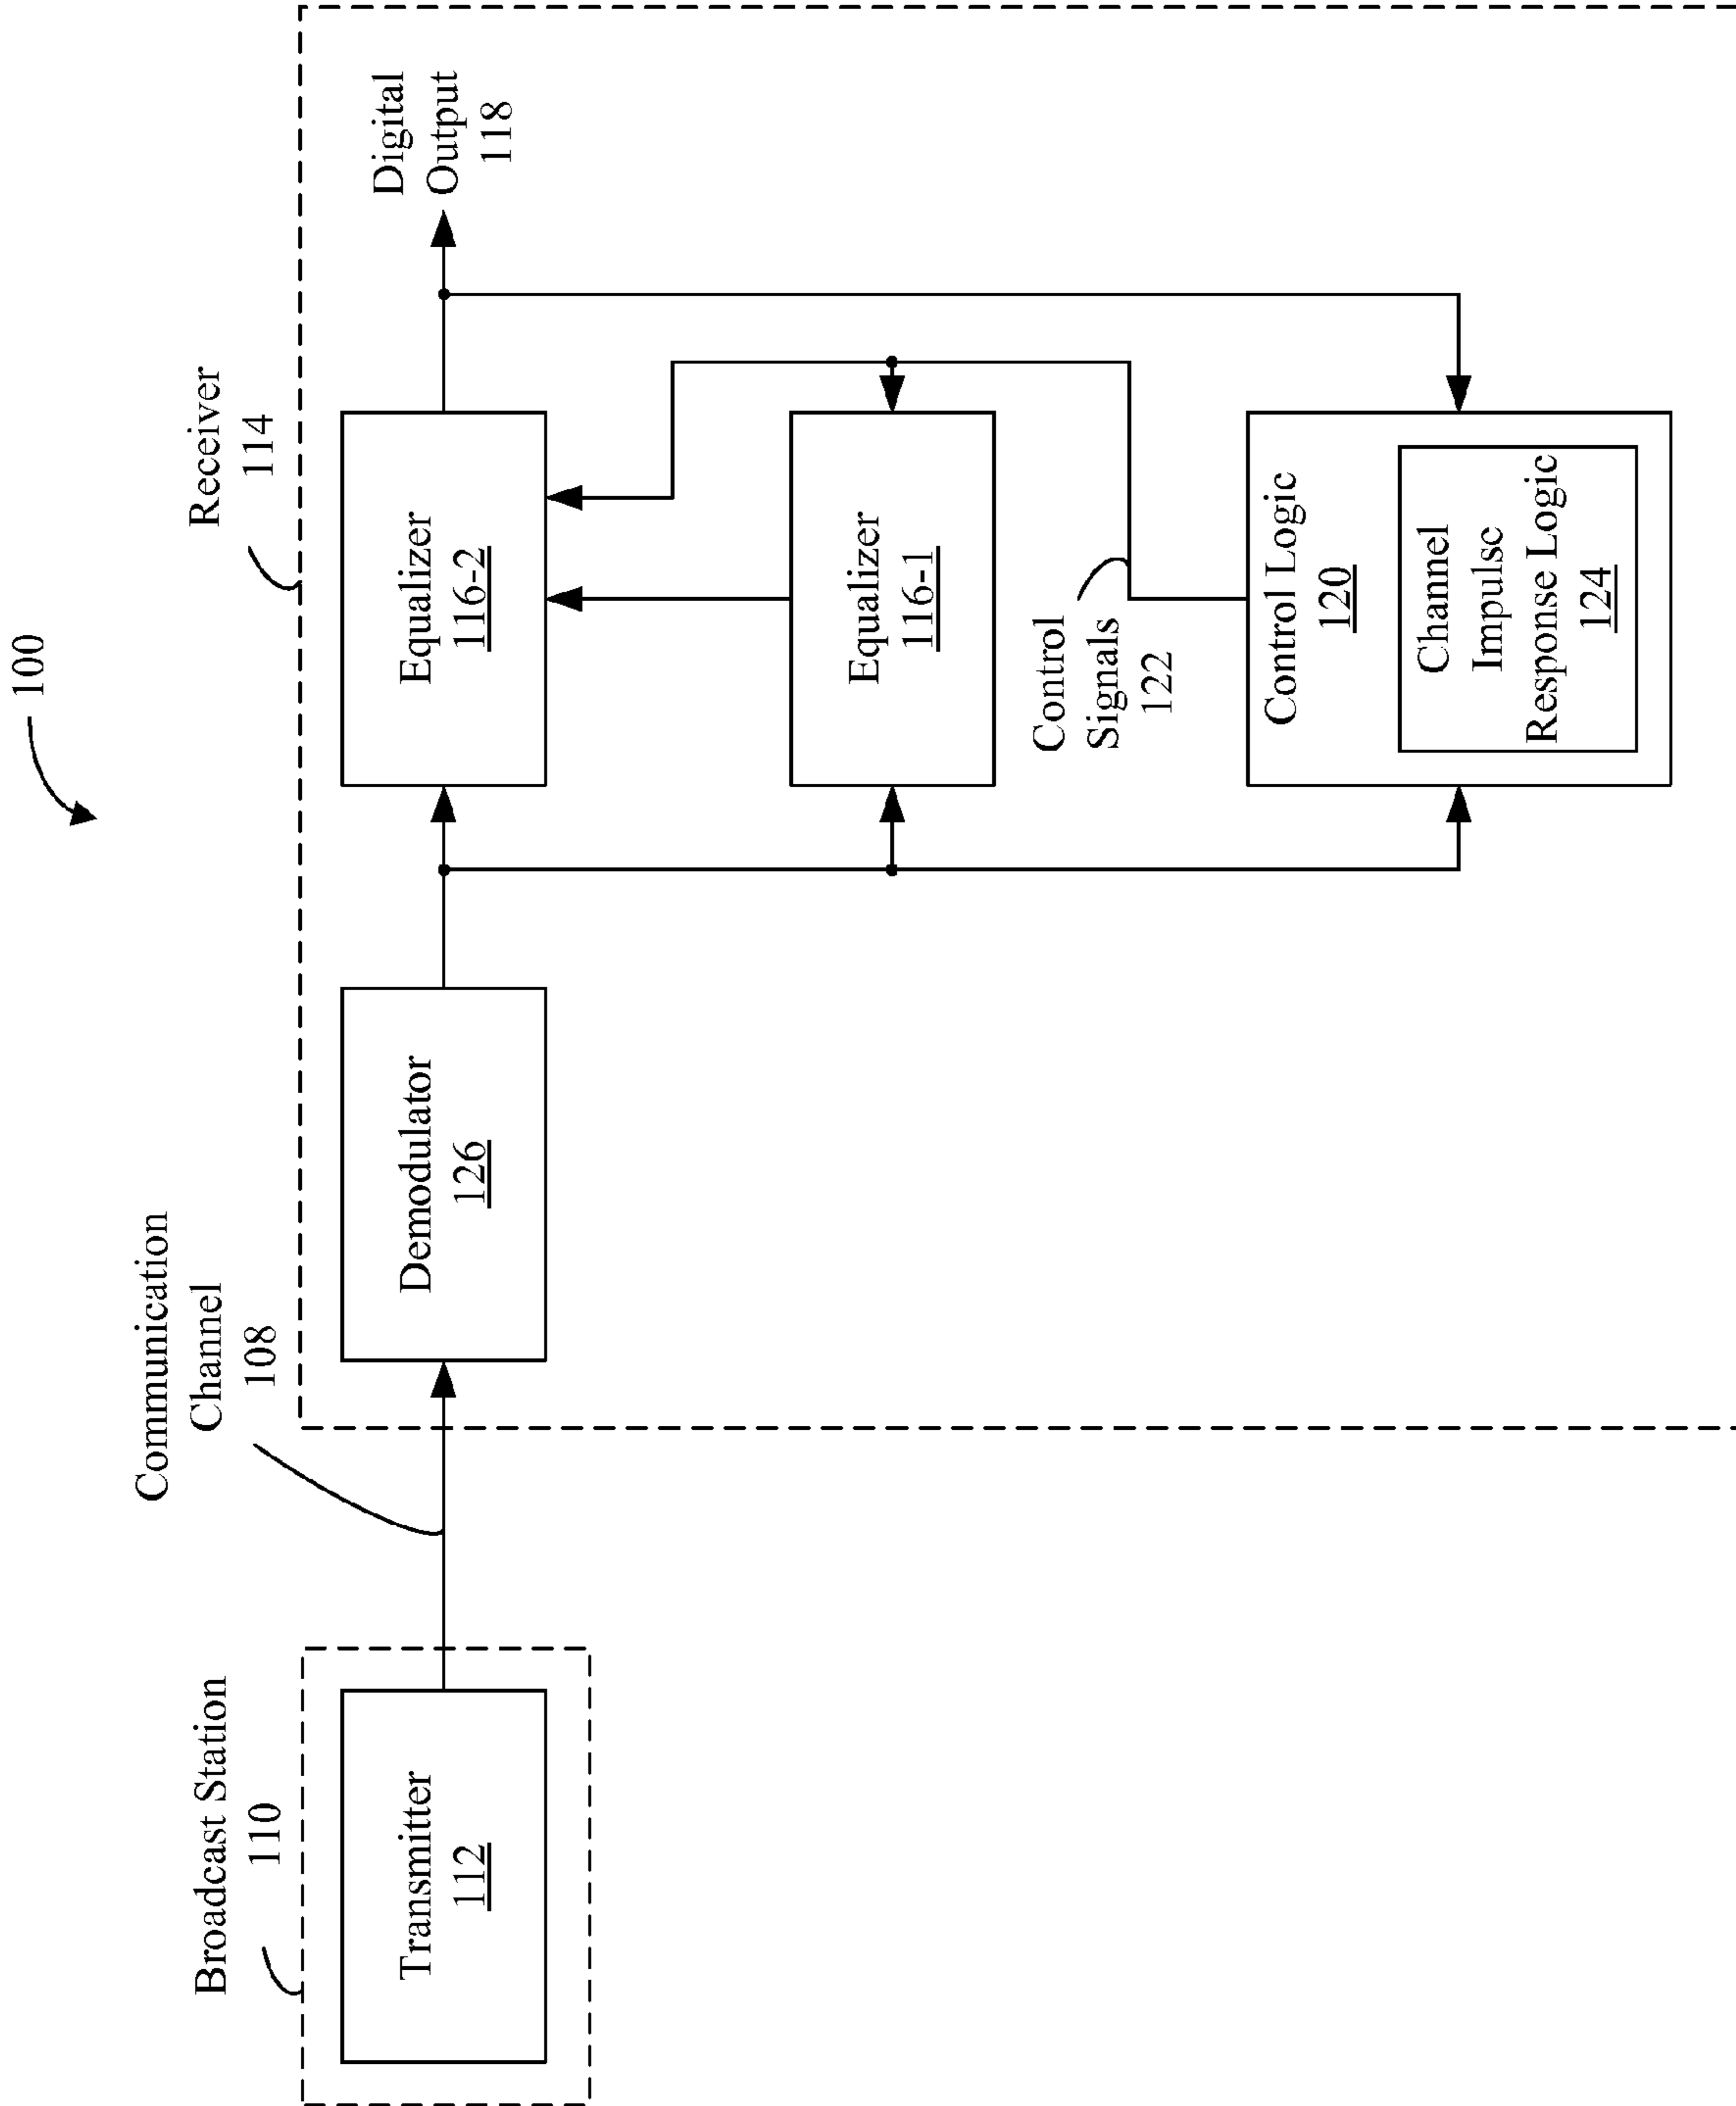 100
Broadcast Station
110
Transmitter
112
Communication
Channel
108
Receiver
114
Demodulator
126
Equalizer
116-2
Digital
Output
118
Equalizer
116-1
Control
Signals
122
Control Logic
120
Channel
Impulse
Response Logic
124